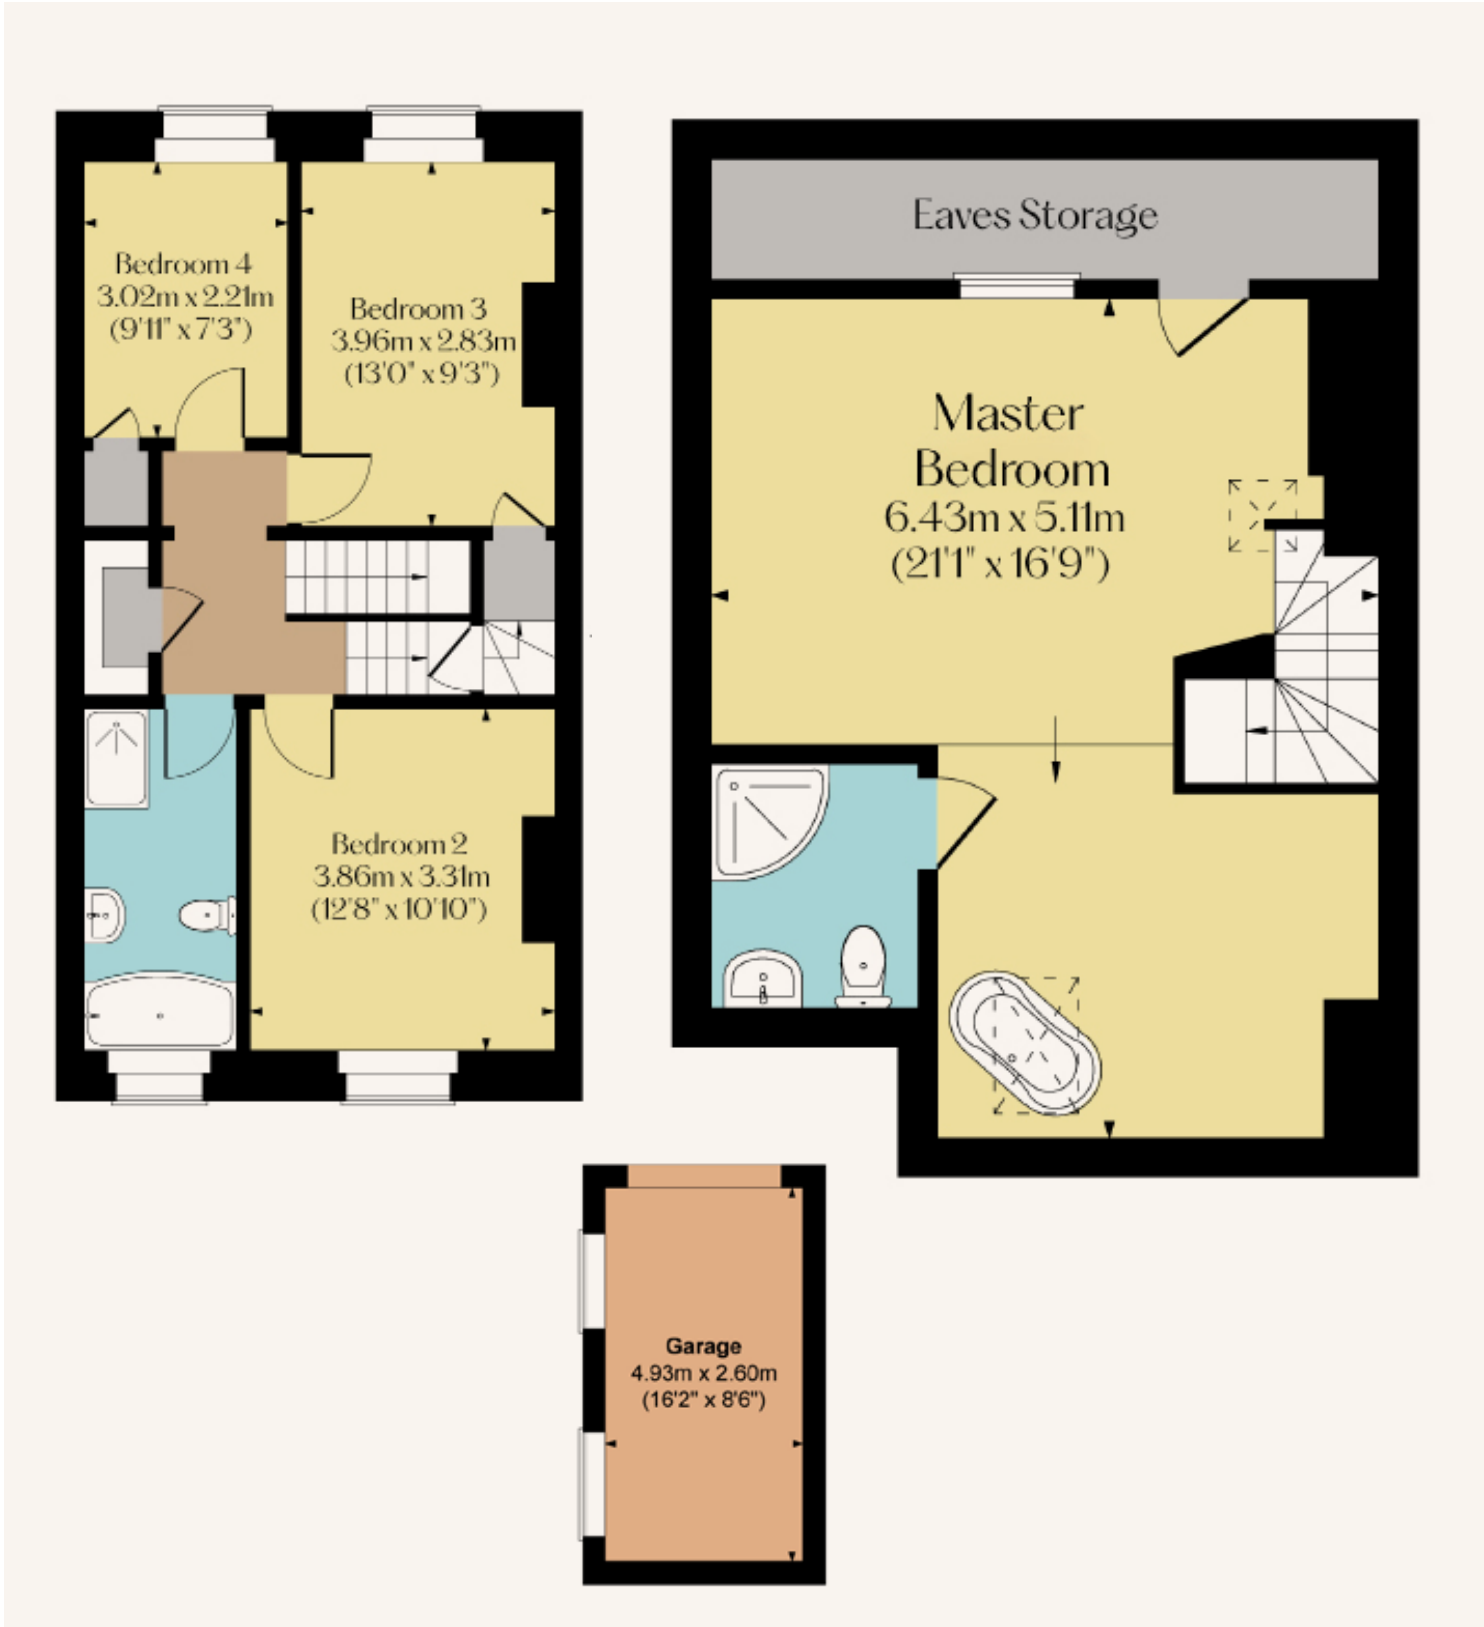 Bedroom 4
3.02m x 2.21m
(9'11" x 7'3")
Bedroom 3
3.96m x 2.83m
(13'0" x 9'3")
Bedroom 2
3.86m x 3.31m
(12'8" x 10'10")
Eaves Storage
Master
Bedroom
6.43m x 5.11m
(21'1" x 16'9")
Garage
4.93m x 2.60m
(16'2" x 8'6")